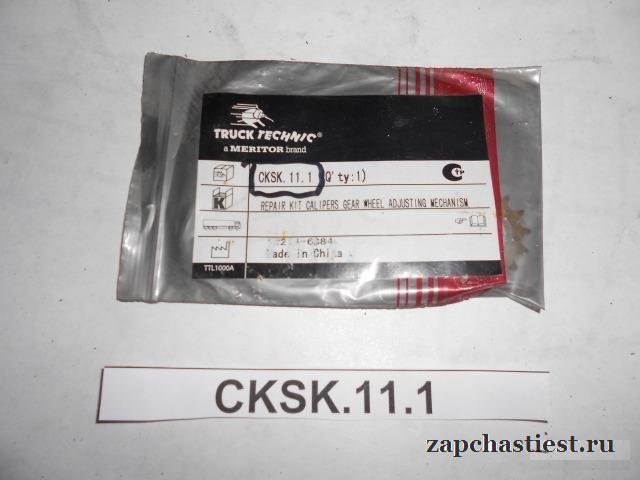 TRUCK TECHNIC®
a MERITOR brand
CKSK.11.1 (Q'ty:1)
K
REPAIR KIT CALIPERS GEAR WHEEL ADJUSTING MECHANISM
Made in China
TTL1000A
CKSK.11.1
zapchastiest.ru